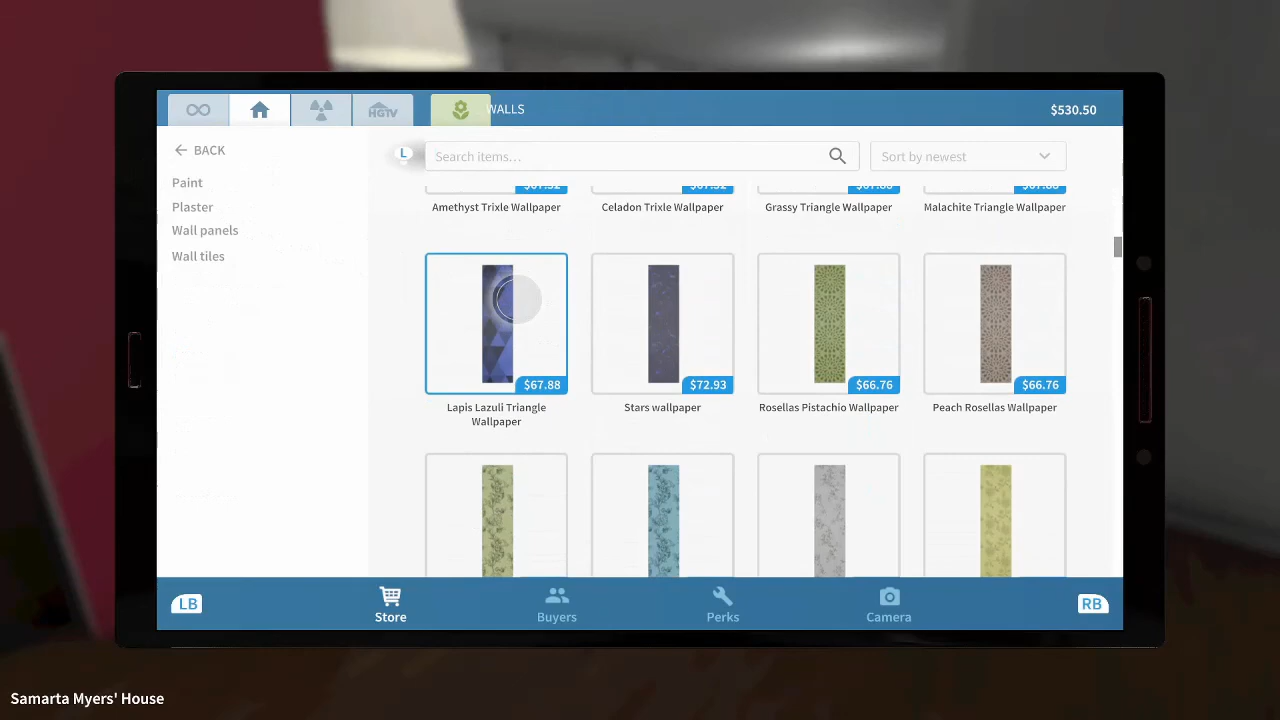 HGTV
WALLS
$530.50
BACK
L
Search items...
Sort by newest
Paint
Plaster
Wall panels
Wall tiles
Amethyst Trixle Wallpaper
Celadon Trixle Wallpaper
Grassy Triangle Wallpaper
Malachite Triangle Wallpaper
$67.88
$72.93
$66.76
$66.76
Lapis Lazuli Triangle
Wallpaper
Stars wallpaper
Rosellas Pistachio Wallpaper
Peach Rosellas Wallpaper
LB
Store
Buyers
Perks
Camera
RB
Samarta Myers' House